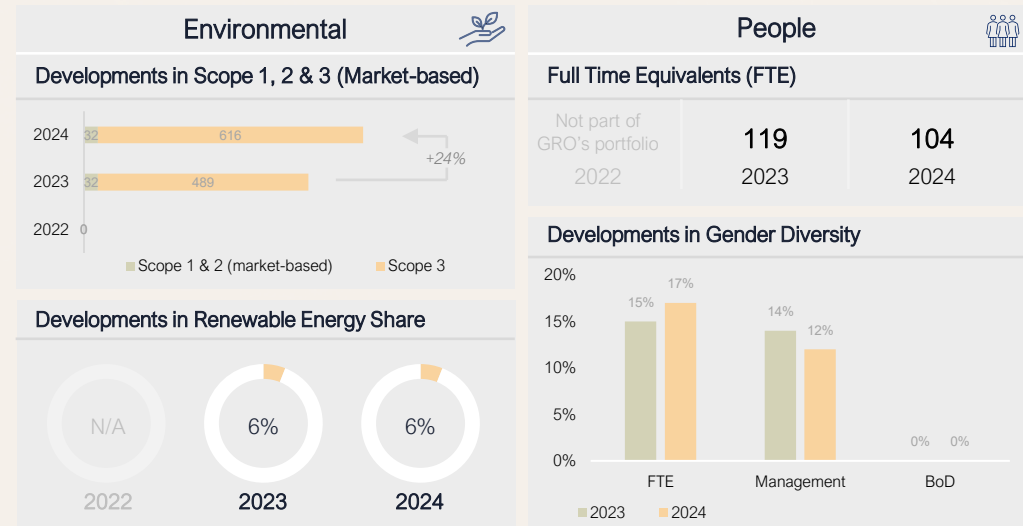 Environmental
Developments in Scope 1, 2 & 3 (Market-based)
2024 32 616
+24%
2023 32 489
2022 0
Scope 1 & 2 (market-based) Scope 3
Developments in Renewable Energy Share
N/A 6% 6%
2022 2023 2024
People
Full Time Equivalents (FTE)
Not part of
GRO's portfolio 119 104
2022 2023 2024
Developments in Gender Diversity
20%
15%
10%
5%
0%
15% 17% 14% 12% 0% 0%
FTE Management BoD
2023 2024